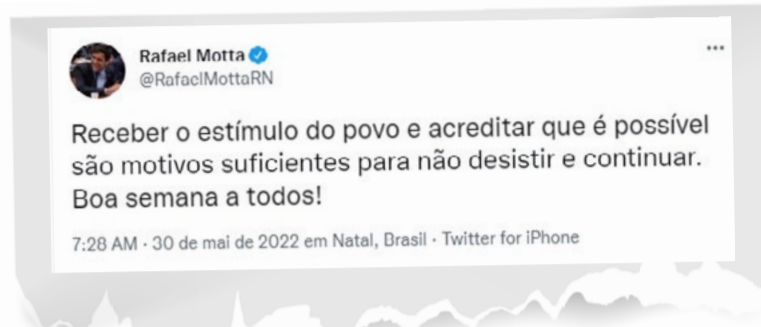 Rafael Motta
@RafaelMottaRN
Receber o estímulo do povo e acreditar que é possível
são motivos suficientes para não desistir e continuar.
Boa semana a todos!
7:28 AM · 30 de mai de 2022 em Natal, Brasil · Twitter for iPhone